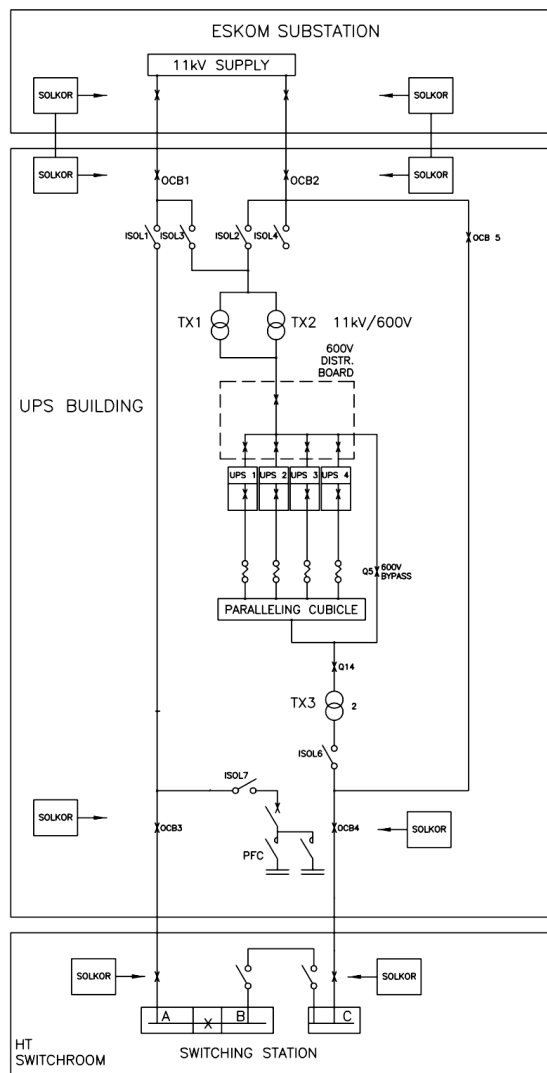 ESKOM SUBSTATION
11kV SUPPLY
SOLKOR
SOLKOR
SOLKOR
SOLKOR
OCB1
OCB2
ISOL1
ISOL3
ISOL2
ISOL4
OCB 5
TX1
TX2
11kV/600V
600V
DISTR.
BOARD
UPS BUILDING
UPS 1
UPS 2
UPS 3
UPS 4
Q5
600V
BYPASS
PARALLELING CUBICLE
Q14
TX3
2
ISOL6
ISOL7
SOLKOR
OCB3
OCB4
SOLKOR
PFC
SOLKOR
SOLKOR
A
B
C
HT
SWITCHROOM
SWITCHING STATION